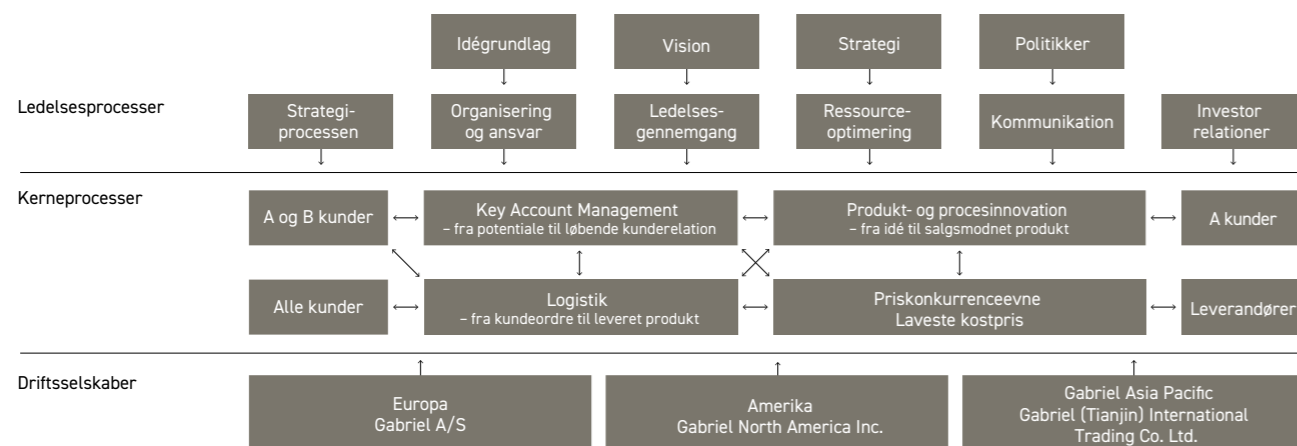 Idégrundlag
Vision
Strategi
Politikker
Ledelsesprocesser
Strategi-
processen
Organisering
og ansvar
Ledelses-
gennemgang
Ressource-
optimering
Kommunikation
Investor
relationer
Kerneprocesser
A og B kunder
Key Account Management
– fra potentiale til løbende kunderelation
Produkt- og procesinnovation
– fra idé til salgsmodnet produkt
A kunder
Alle kunder
Logistik
– fra kundeordre til leveret produkt
Priskonkurrenceevne
Laveste kostpris
Leverandører
Driftsselskaber
Europa
Gabriel A/S
Amerika
Gabriel North America Inc.
Gabriel Asia Pacific
Gabriel (Tianjin) International
Trading Co. Ltd.